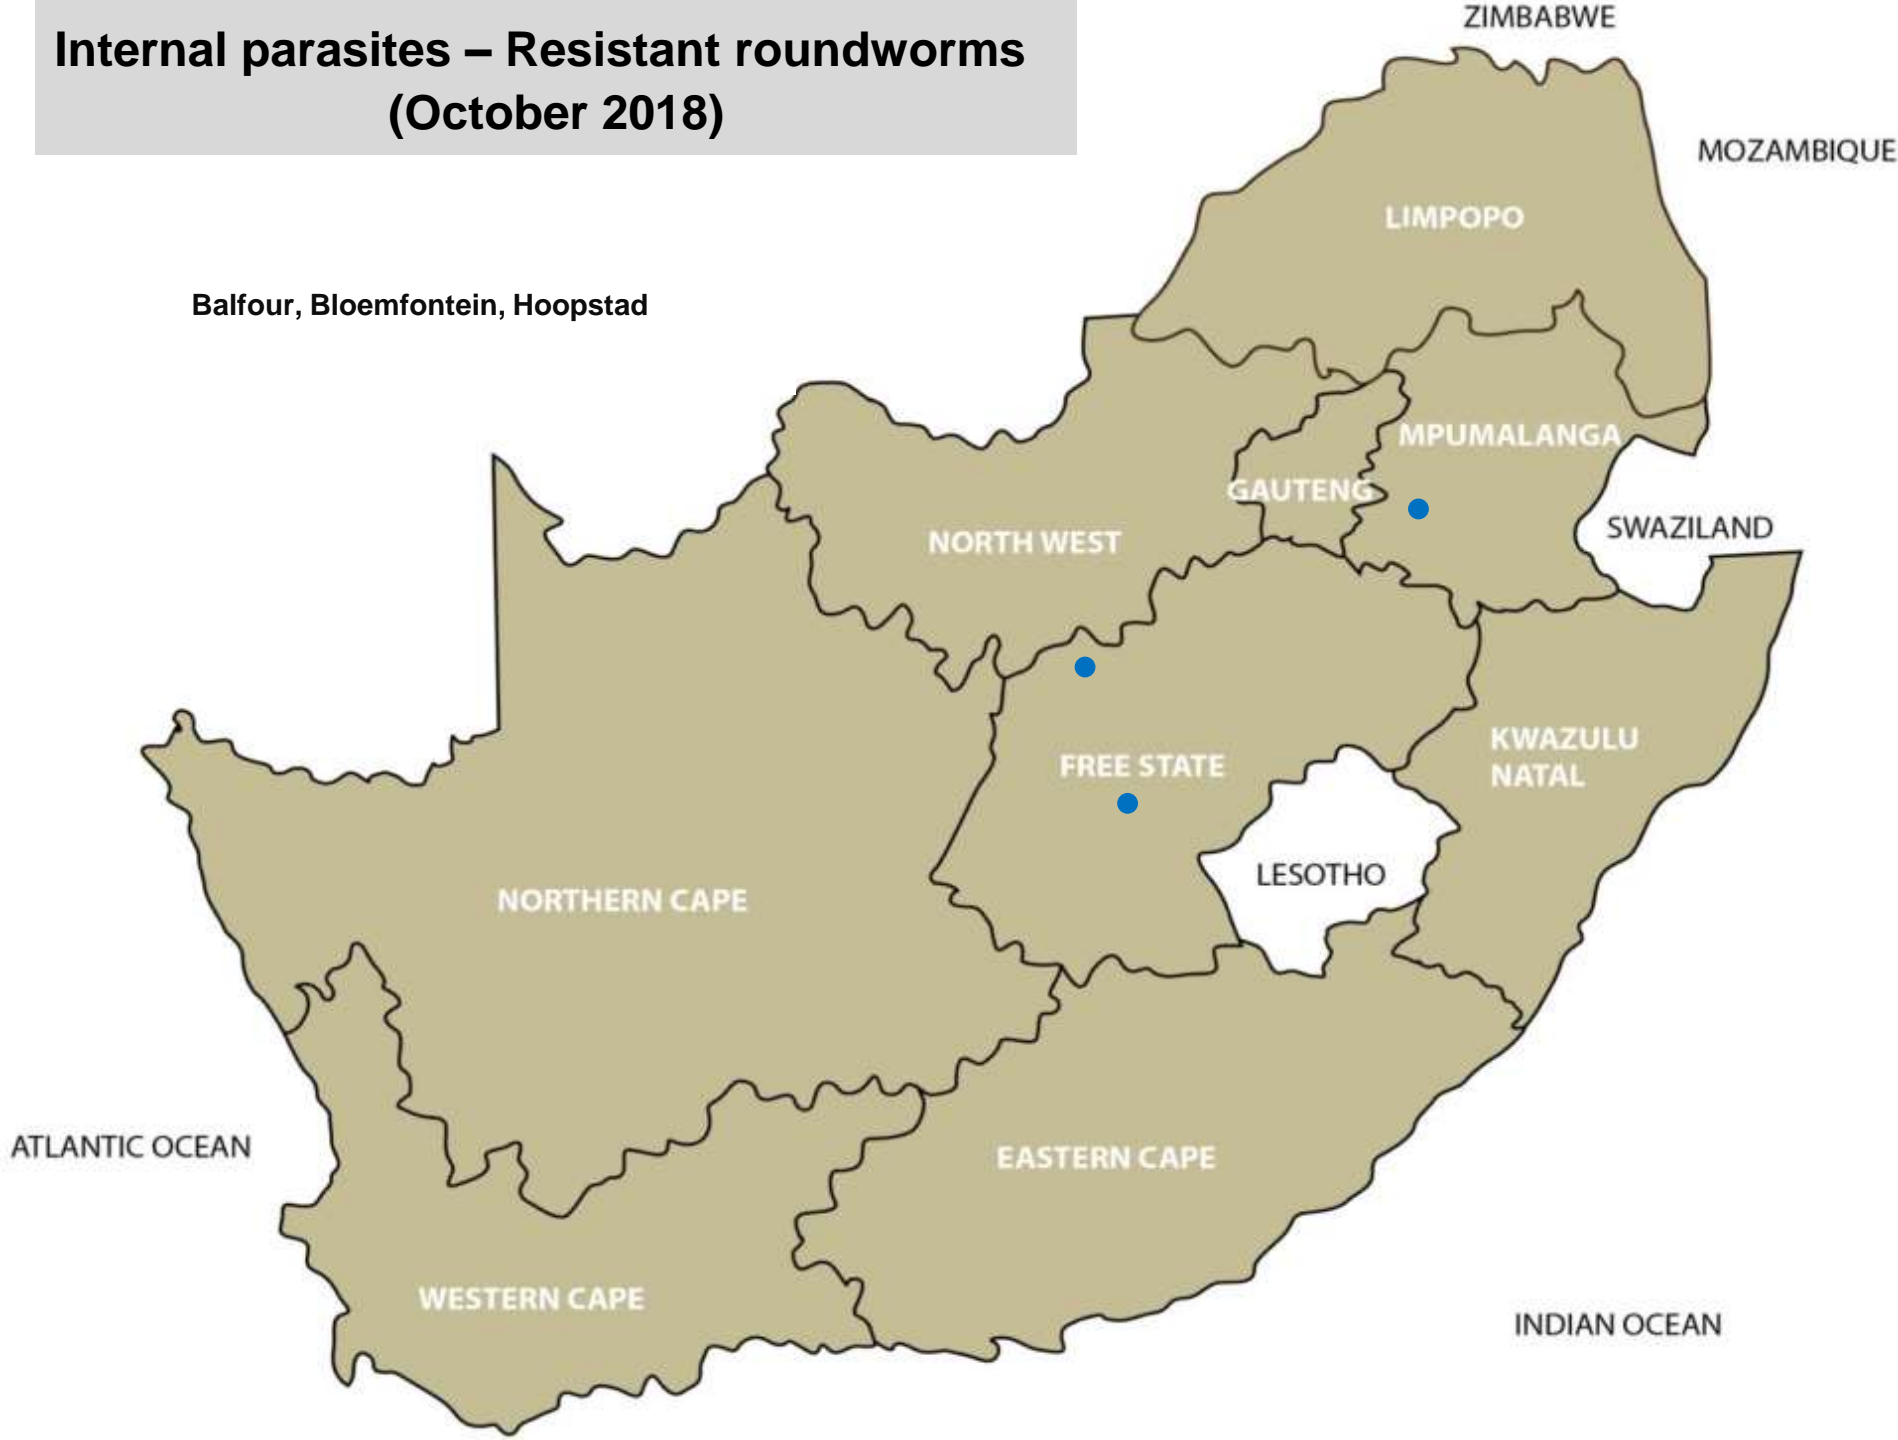 Internal parasites – Resistant roundworms
(October 2018)
ZIMBABWE
MOZAMBIQUE
LIMPOPO
Balfour, Bloemfontein, Hoopstad
MPUMALANGA
GAUTENG
SWAZILAND
NORTH WEST
KWAZULU
NATAL
FREE STATE
LESOTHO
NORTHERN CAPE
ATLANTIC OCEAN
EASTERN CAPE
WESTERN CAPE
INDIAN OCEAN